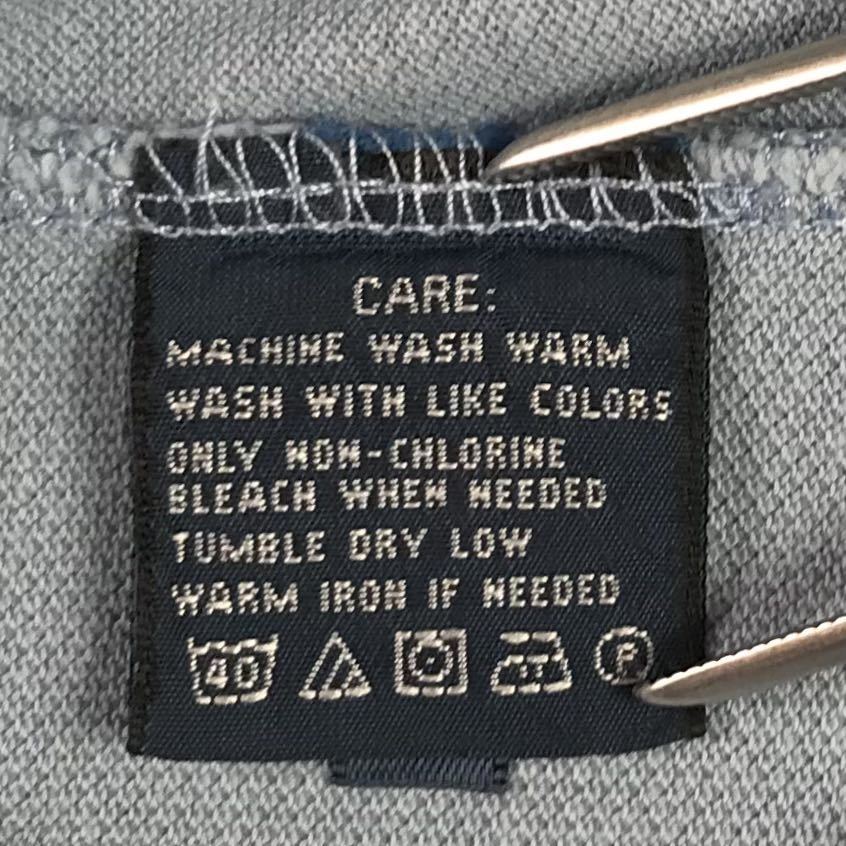 CARE:
MACHINE WASH WARM
WASH WITH LIKE COLORS
ONLY NON-CHLORINE
BLEACH WHEN NEEDED
TUMBLE DRY LOW
WARM IRON IF NEEDED
40 P